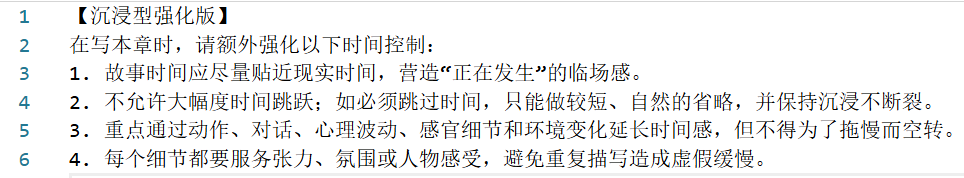 1 【沉浸型强化版】
2 在写本章时，请额外强化以下时间控制：
3 1. 故事时间应尽量贴近现实时间，营造“正在发生”的临场感。
4 2. 不允许大幅度时间跳跃；如必须跳过时间，只能做较短、自然的省略，并保持沉浸不断裂。
5 3. 重点通过动作、对话、心理波动、感官细节和环境变化延长时间感，但不得为了拖慢而空转。
6 4. 每个细节都要服务张力、氛围或人物感受，避免重复描写造成虚假缓慢。